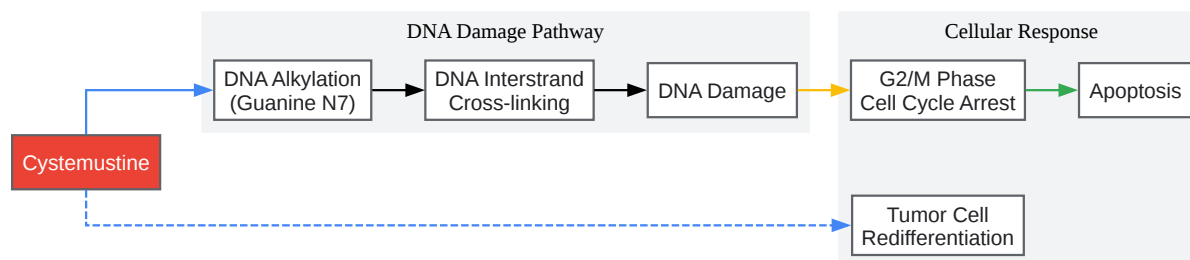 DNA Damage Pathway
Cellular Response
DNA Alkylation
(Guanine N7)
DNA Interstrand
Cross-linking
DNA Damage
G2/M Phase
Cell Cycle Arrest
Apoptosis
Cystemustine
Tumor Cell
Redifferentiation